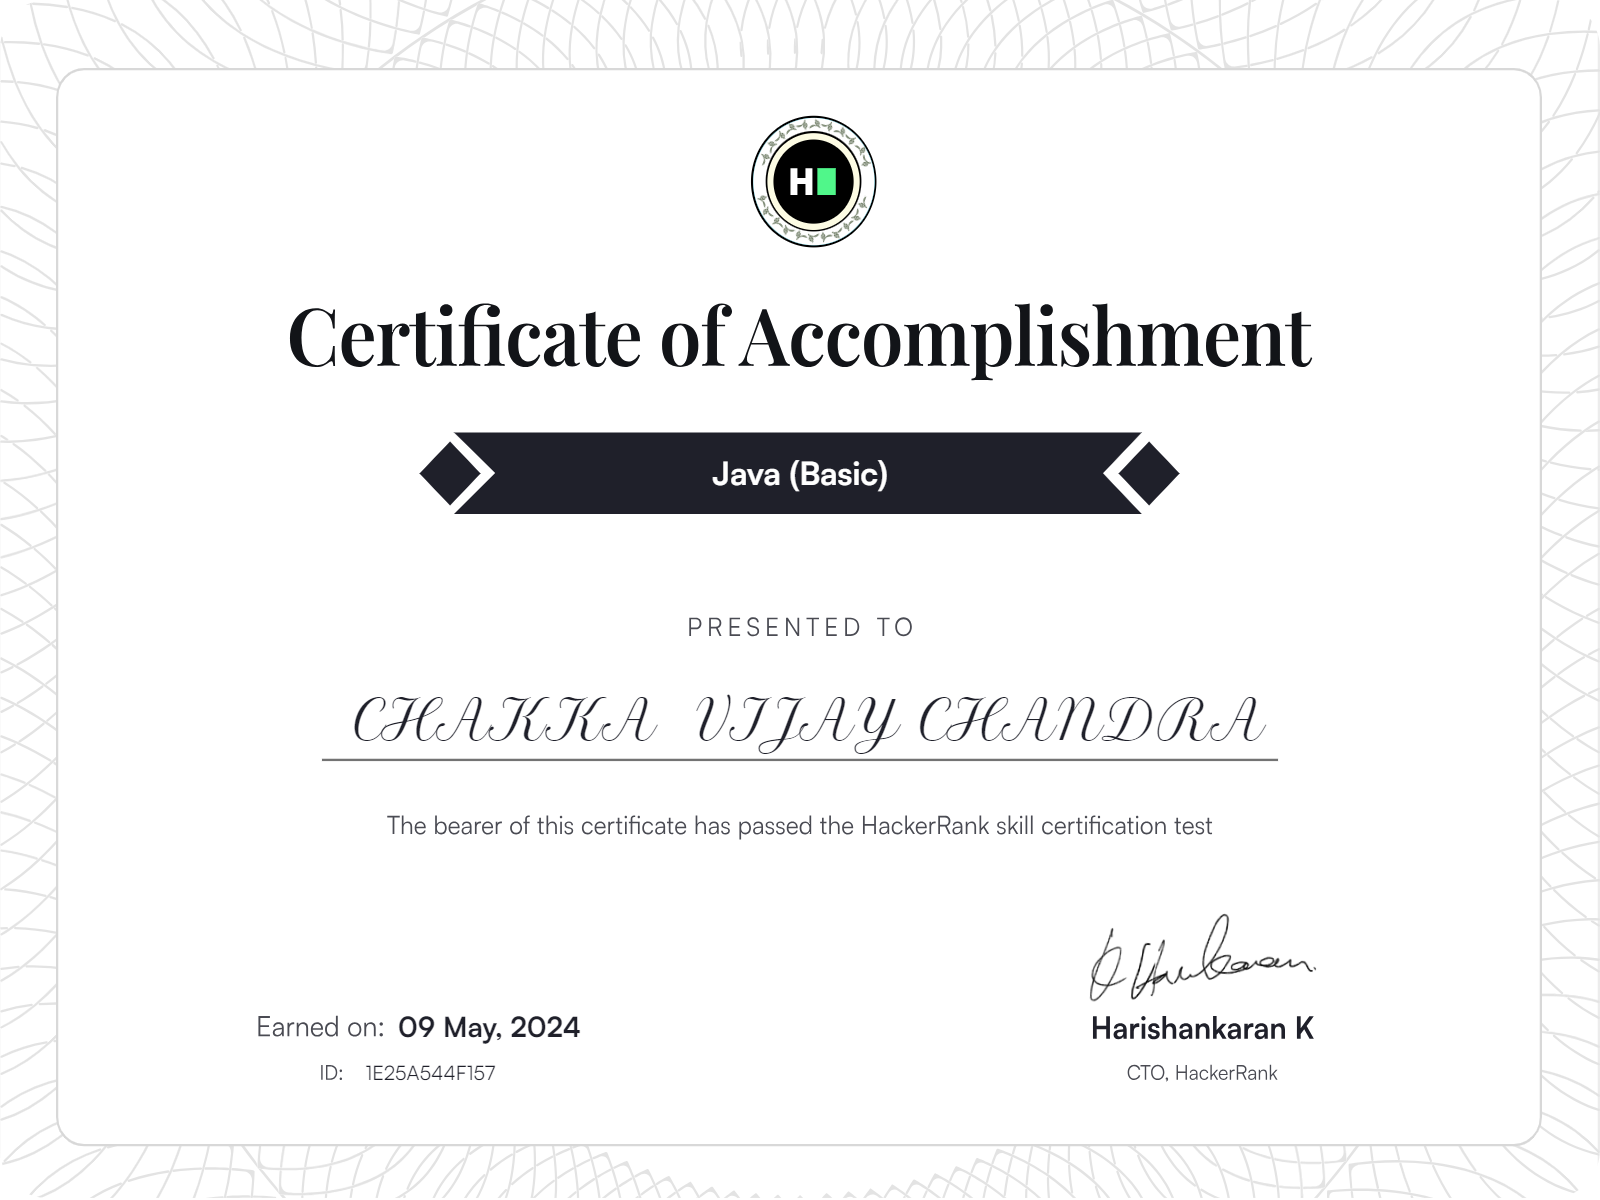 H
Certificate of Accomplishment
Java (Basic)
PRESENTED TO
CHAKKA VIJAY CHANDRA
The bearer of this certificate has passed the HackerRank skill certification test
Earned on: 09 May, 2024
ID: 1E25A544F157
Harishankaran K
CTO, HackerRank